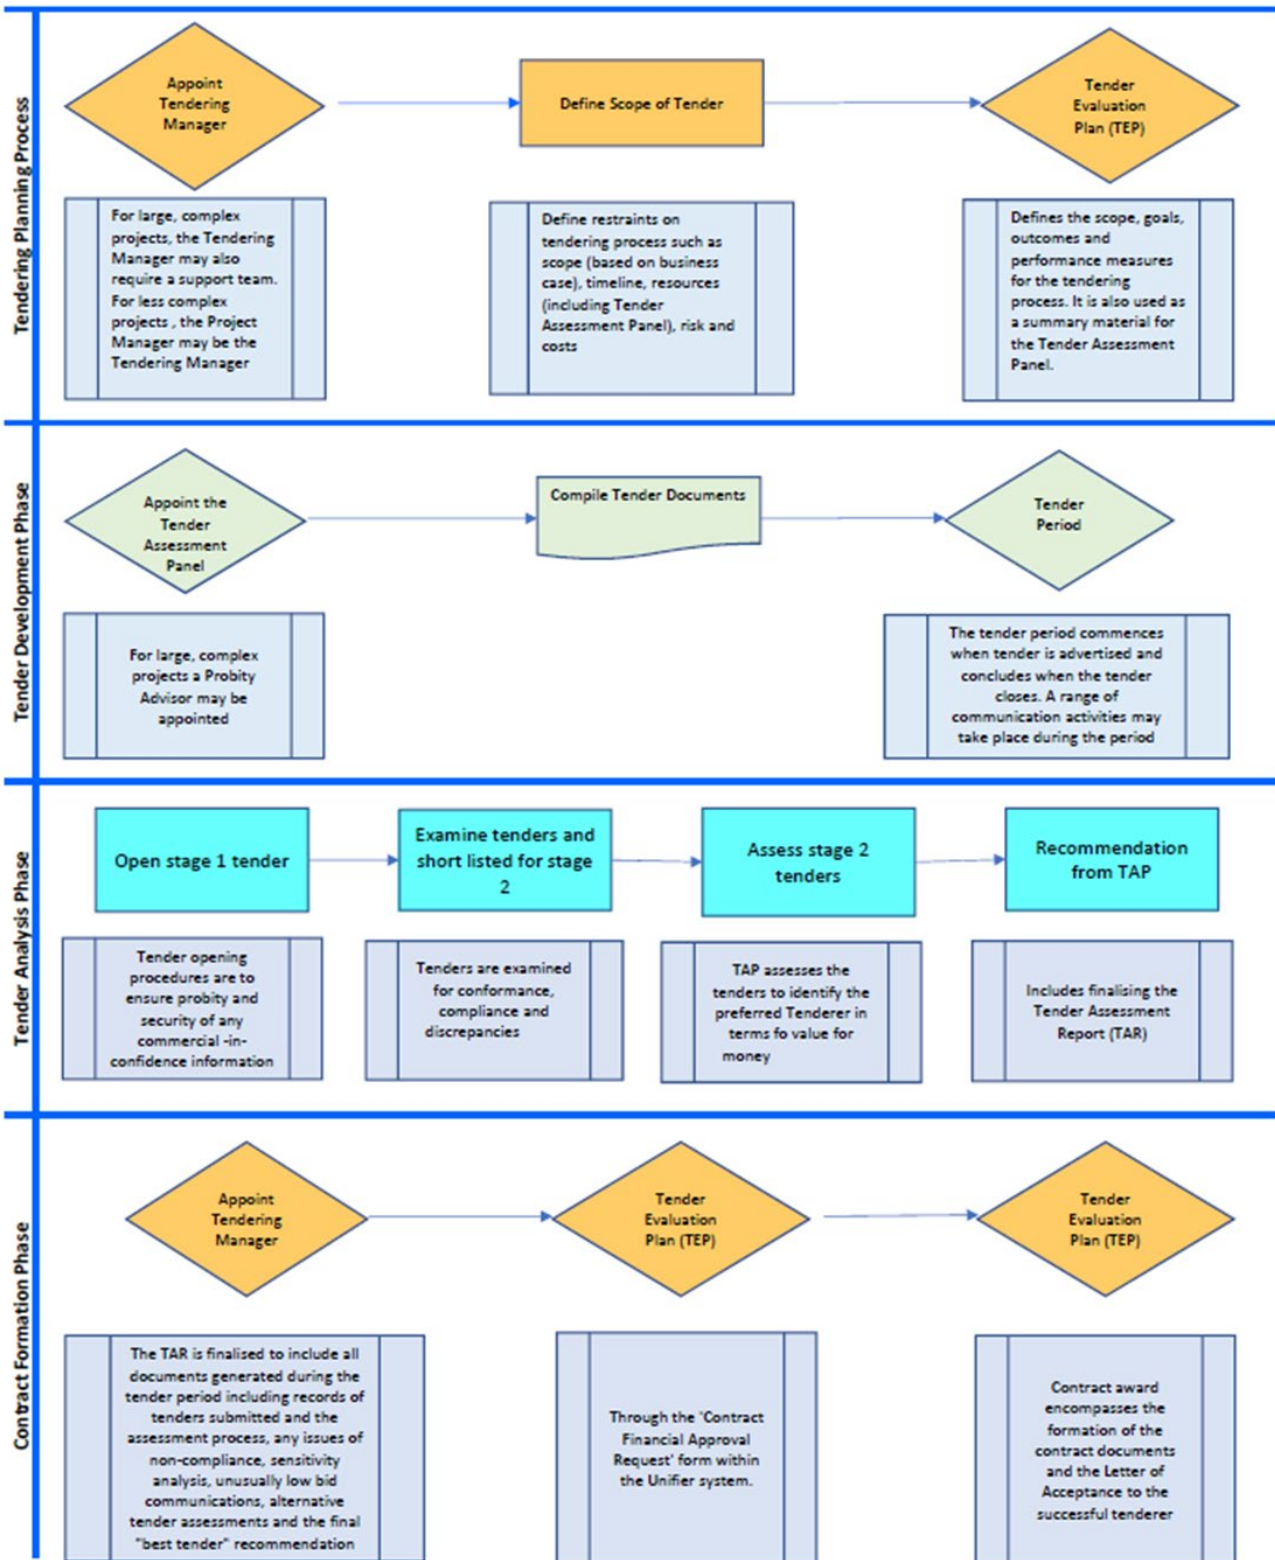 Tendering Planning Process
Appoint
Tendering
Manager
Define Scope of Tender
Tender
Evaluation
Plan (TEP)
For large, complex
projects, the Tendering
Manager may also
require a support team.
For less complex
projects , the Project
Manager may be the
Tendering Manager
Define restraints on
tendering process such as
scope (based on business
case), timeline, resources
(including Tender
Assessment Panel), risk and
costs
Defines the scope, goals,
outcomes and
performance measures
for the tendering
process. It is also used as
a summary material for
the Tender Assessment
Panel.
Tender Development Phase
Appoint the
Tender
Assessment
Panel
Compile Tender Documents
Tender
Period
For large, complex
projects a Probity
Advisor may be
appointed
The tender period commences
when tender is advertised and
concludes when the tender
closes. A range of
communication activities may
take place during the period
Tender Analysis Phase
Open stage 1 tender
Examine tenders and
short listed for stage
2
Assess stage 2
tenders
Recommendation
from TAP
Tender opening
procedures are to
ensure probity and
security of any
commercial -in-
confidence information
Tenders are examined
for conformance,
compliance and
discrepancies
TAP assesses the
tenders to identify the
preferred Tenderer in
terms fo value for
money
Includes finalising the
Tender Assessment
Report (TAR)
Contract Formation Phase
Appoint
Tendering
Manager
Tender
Evaluation
Plan (TEP)
Tender
Evaluation
Plan (TEP)
The TAR is finalised to include all
documents generated during the
tender period including records of
tenders submitted and the
assessment process, any issues of
non-compliance, sensitivity
analysis, unusually low bid
communications, alternative
tender assessments and the final
"best tender" recommendation
Through the 'Contract
Financial Approval
Request' form within
the Unifier system.
Contract award
encompasses the
formation of the
contract documents
and the Letter of
Acceptance to the
successful tenderer